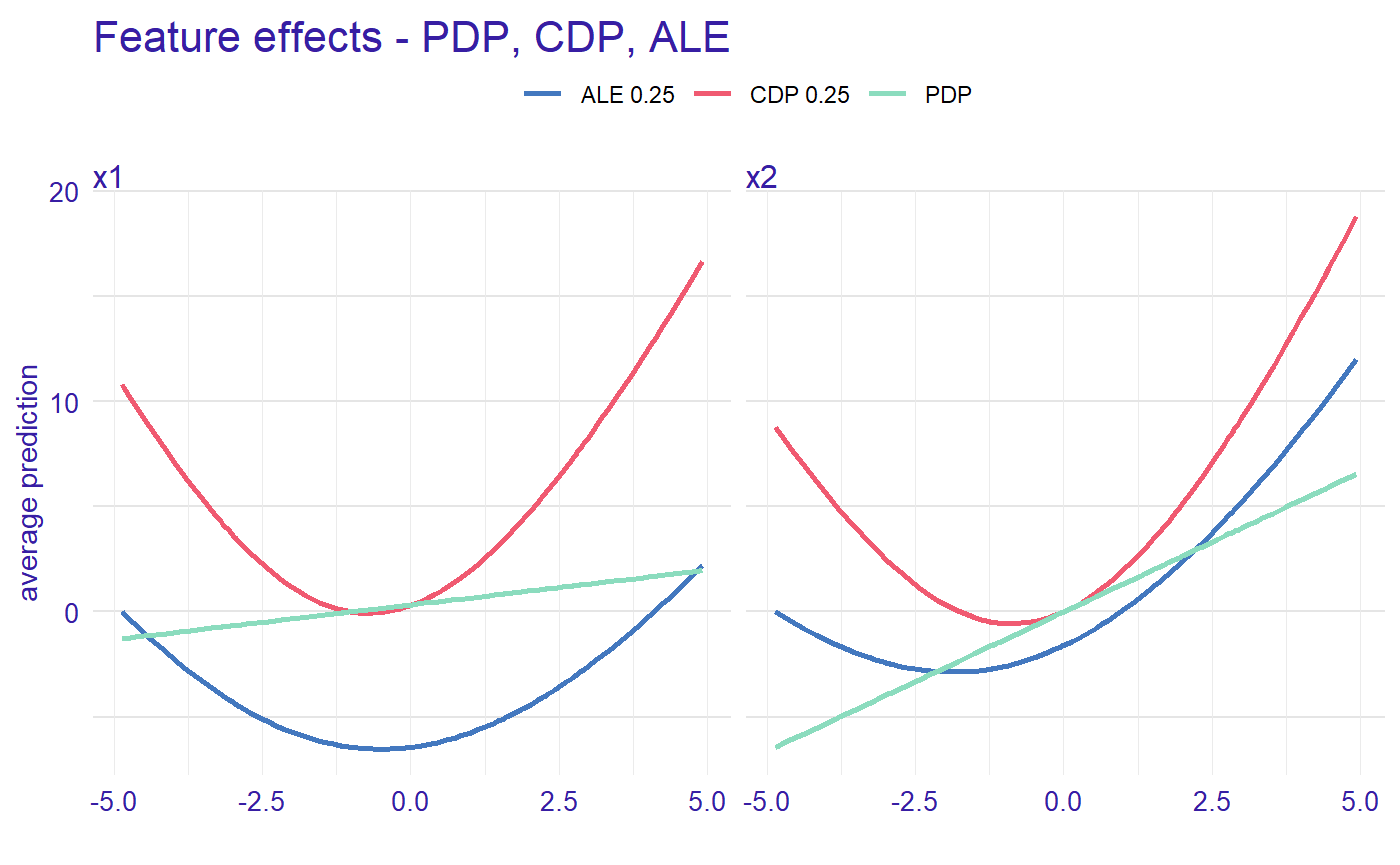 Feature effects - PDP, CDP, ALE
ALE 0.25 CDP 0.25 PDP
x1 x2
20
10
0
average prediction
-5.0 -2.5 0.0 2.5 5.0 -5.0 -2.5 0.0 2.5 5.0